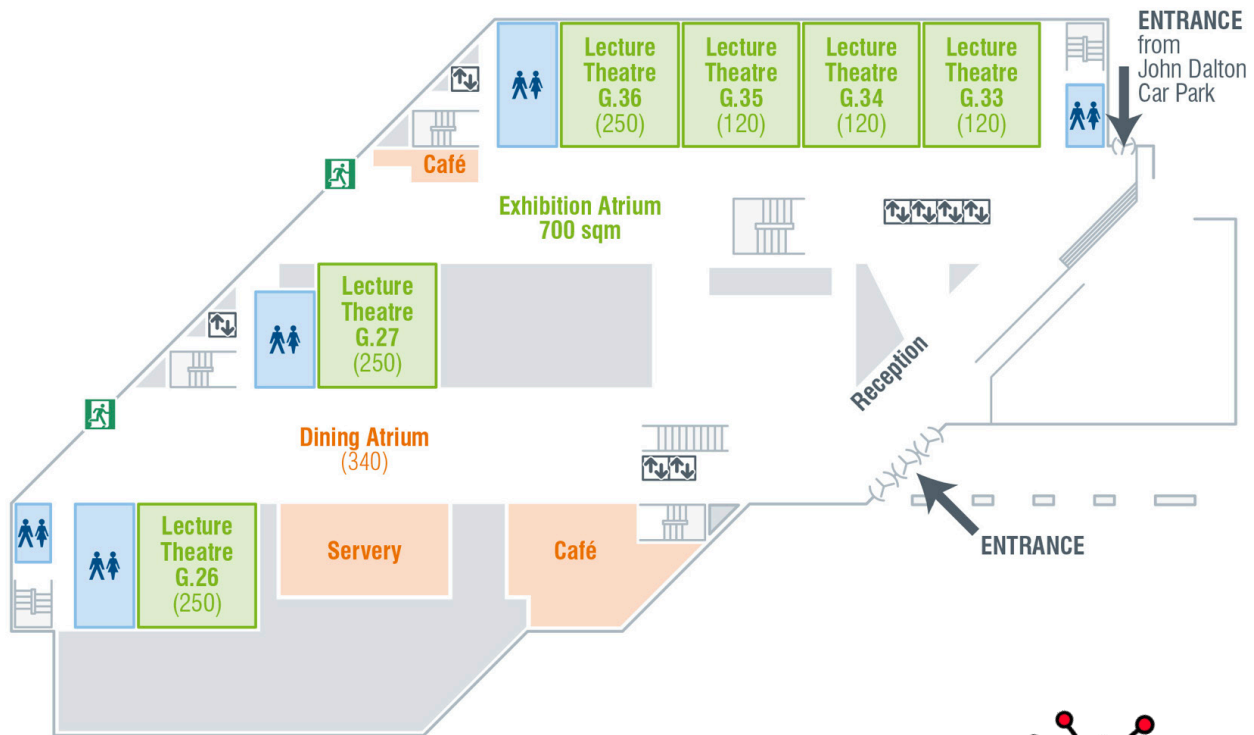 ENTRANCE
from
John Dalton
Car Park
Lecture
Theatre
G.36
(250)
Lecture
Theatre
G.35
(120)
Lecture
Theatre
G.34
(120)
Lecture
Theatre
G.33
(120)
Café
Exhibition Atrium
700 sqm
Lecture
Theatre
G.27
(250)
Reception
Dining Atrium
(340)
Lecture
Theatre
G.26
(250)
Servery
Café
ENTRANCE